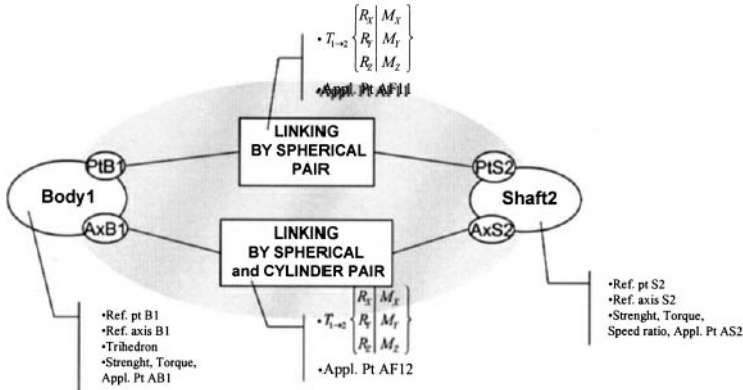 • T1→2 { RX | MX
RY | MY
RZ | MZ }
•Appl. Pt AF11
LINKING
BY SPHERICAL
PAIR
PtB1
PtS2
Body1
Shaft2
AxB1
AxS2
LINKING
BY SPHERICAL
and CYLINDER PAIR
•Ref. pt B1
•Ref. axis B1
•Trihedron
•Strenght, Torque,
Appl. Pt AB1
• T1→2 { RX | MX
RY | MY
RZ | MZ }
•Appl. Pt AF12
•Ref. pt S2
•Ref. axis S2
•Strenght, Torque,
Speed ratio, Appl. Pt AS2